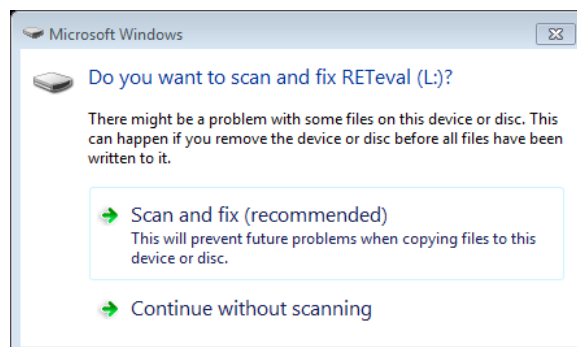 Microsoft Windows
Do you want to scan and fix RETeval (L:)?
There might be a problem with some files on this device or disc. This
can happen if you remove the device or disc before all files have been
written to it.
Scan and fix (recommended)
This will prevent future problems when copying files to this
device or disc.
Continue without scanning